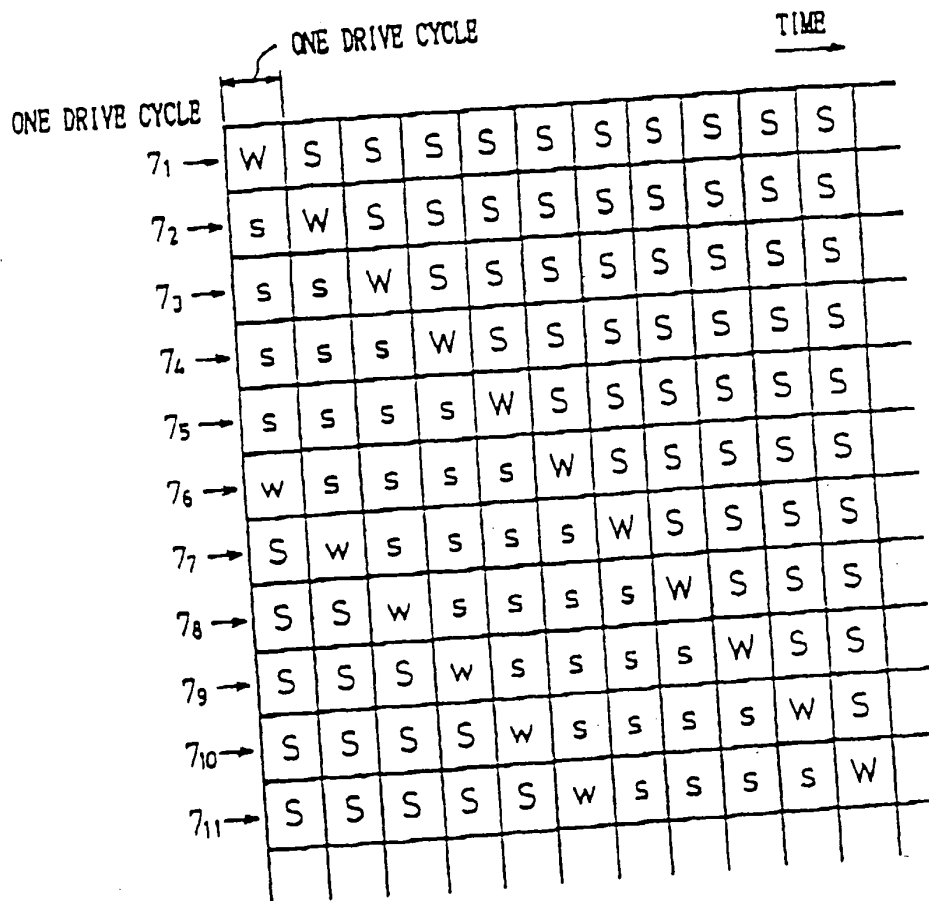 ONE DRIVE CYCLE
TIME
ONE DRIVE CYCLE
7₁ W S S S S S S S S S S
7₂ s W S S S S S S S S S
7₃ s s W S S S S S S S S
7₄ s s s W S S S S S S S
7₅ s s s s W S S S S S S
7₆ w s s s s W S S S S S
7₇ S w s s s s W S S S S
7₈ S S w s s s s W S S S
7₉ S S S w s s s s W S S
7₁₀ S S S S w s s s s W S
7₁₁ S S S S S w s s s s W